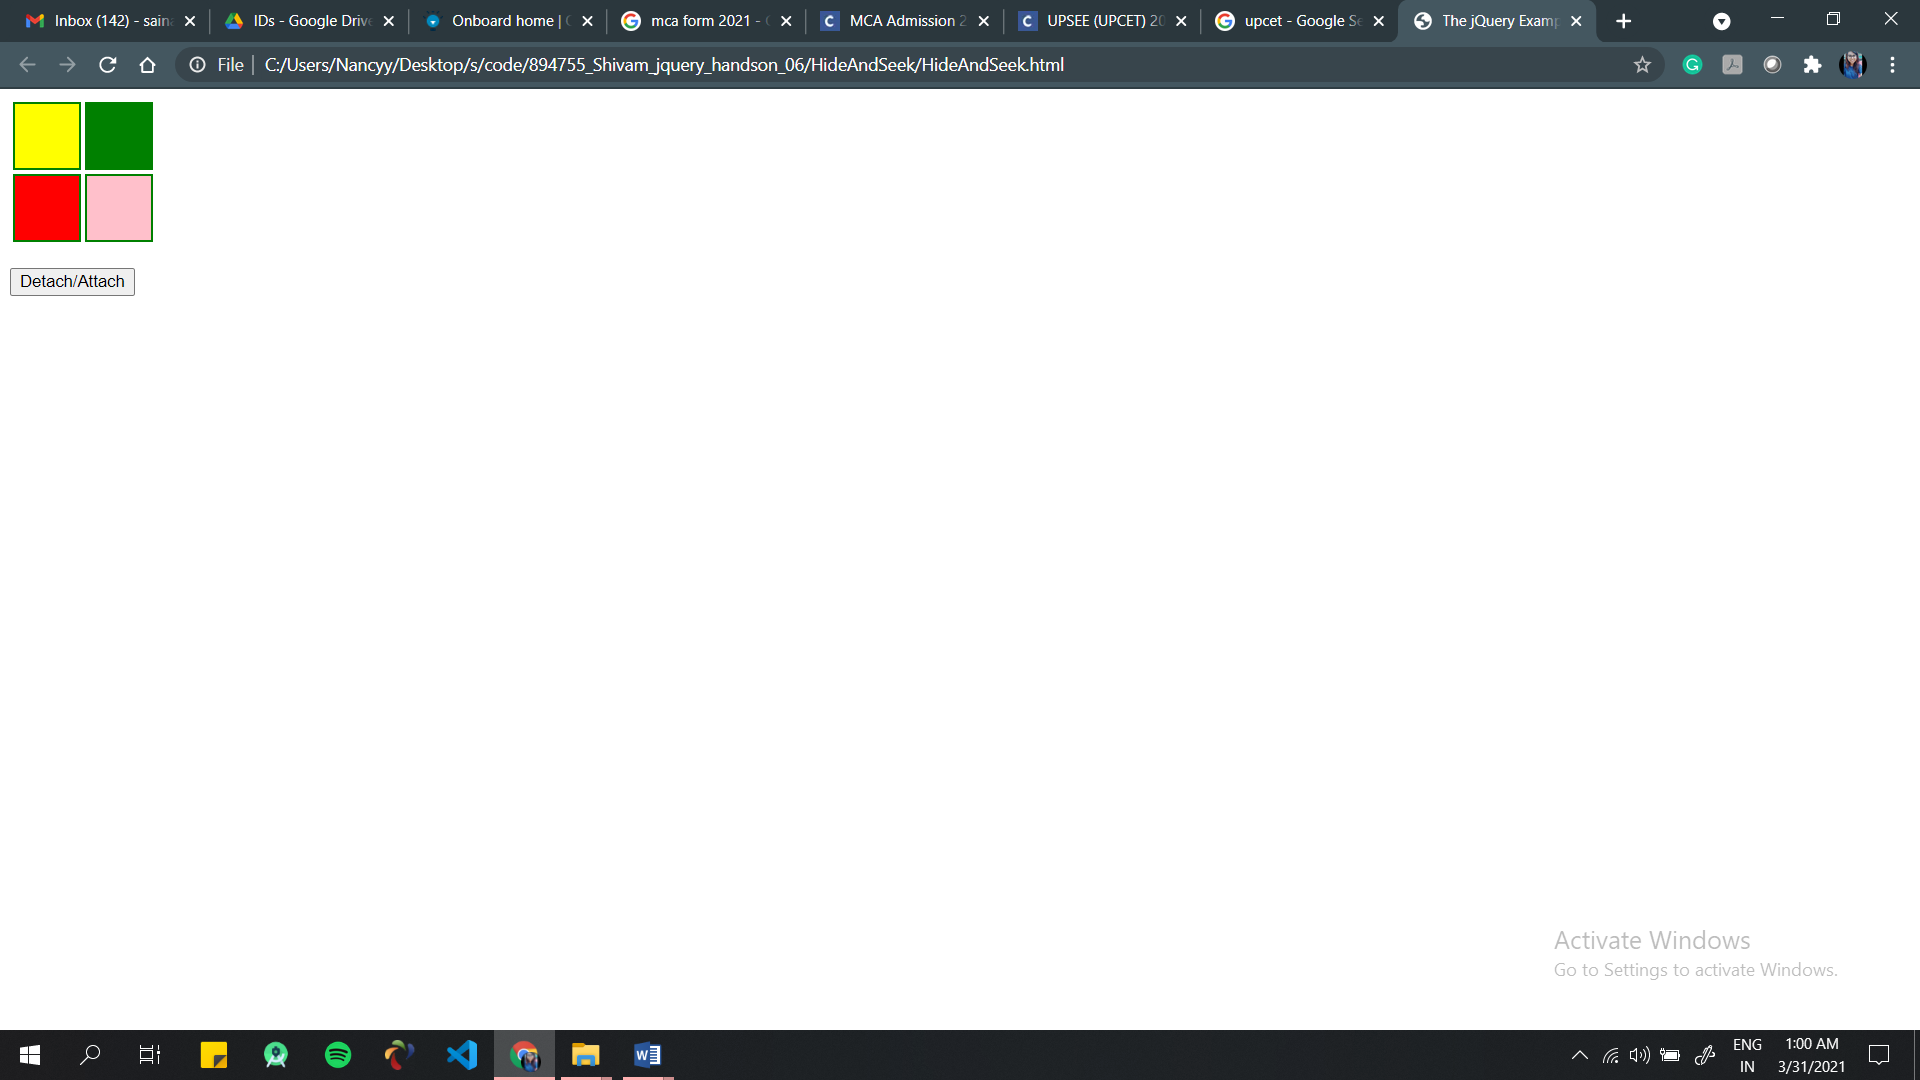 Inbox (142) - sain
IDs - Google Drive
Onboard home |
mca form 2021 -
MCA Admission 2
UPSEE (UPCET) 20
upcet - Google Se
The jQuery Examp
File
C:/Users/Nancyy/Desktop/s/code/894755_Shivam_jquery_handson_06/HideAndSeek/HideAndSeek.html
Detach/Attach
Activate Windows
Go to Settings to activate Windows.
ENG
IN
1:00 AM
3/31/2021